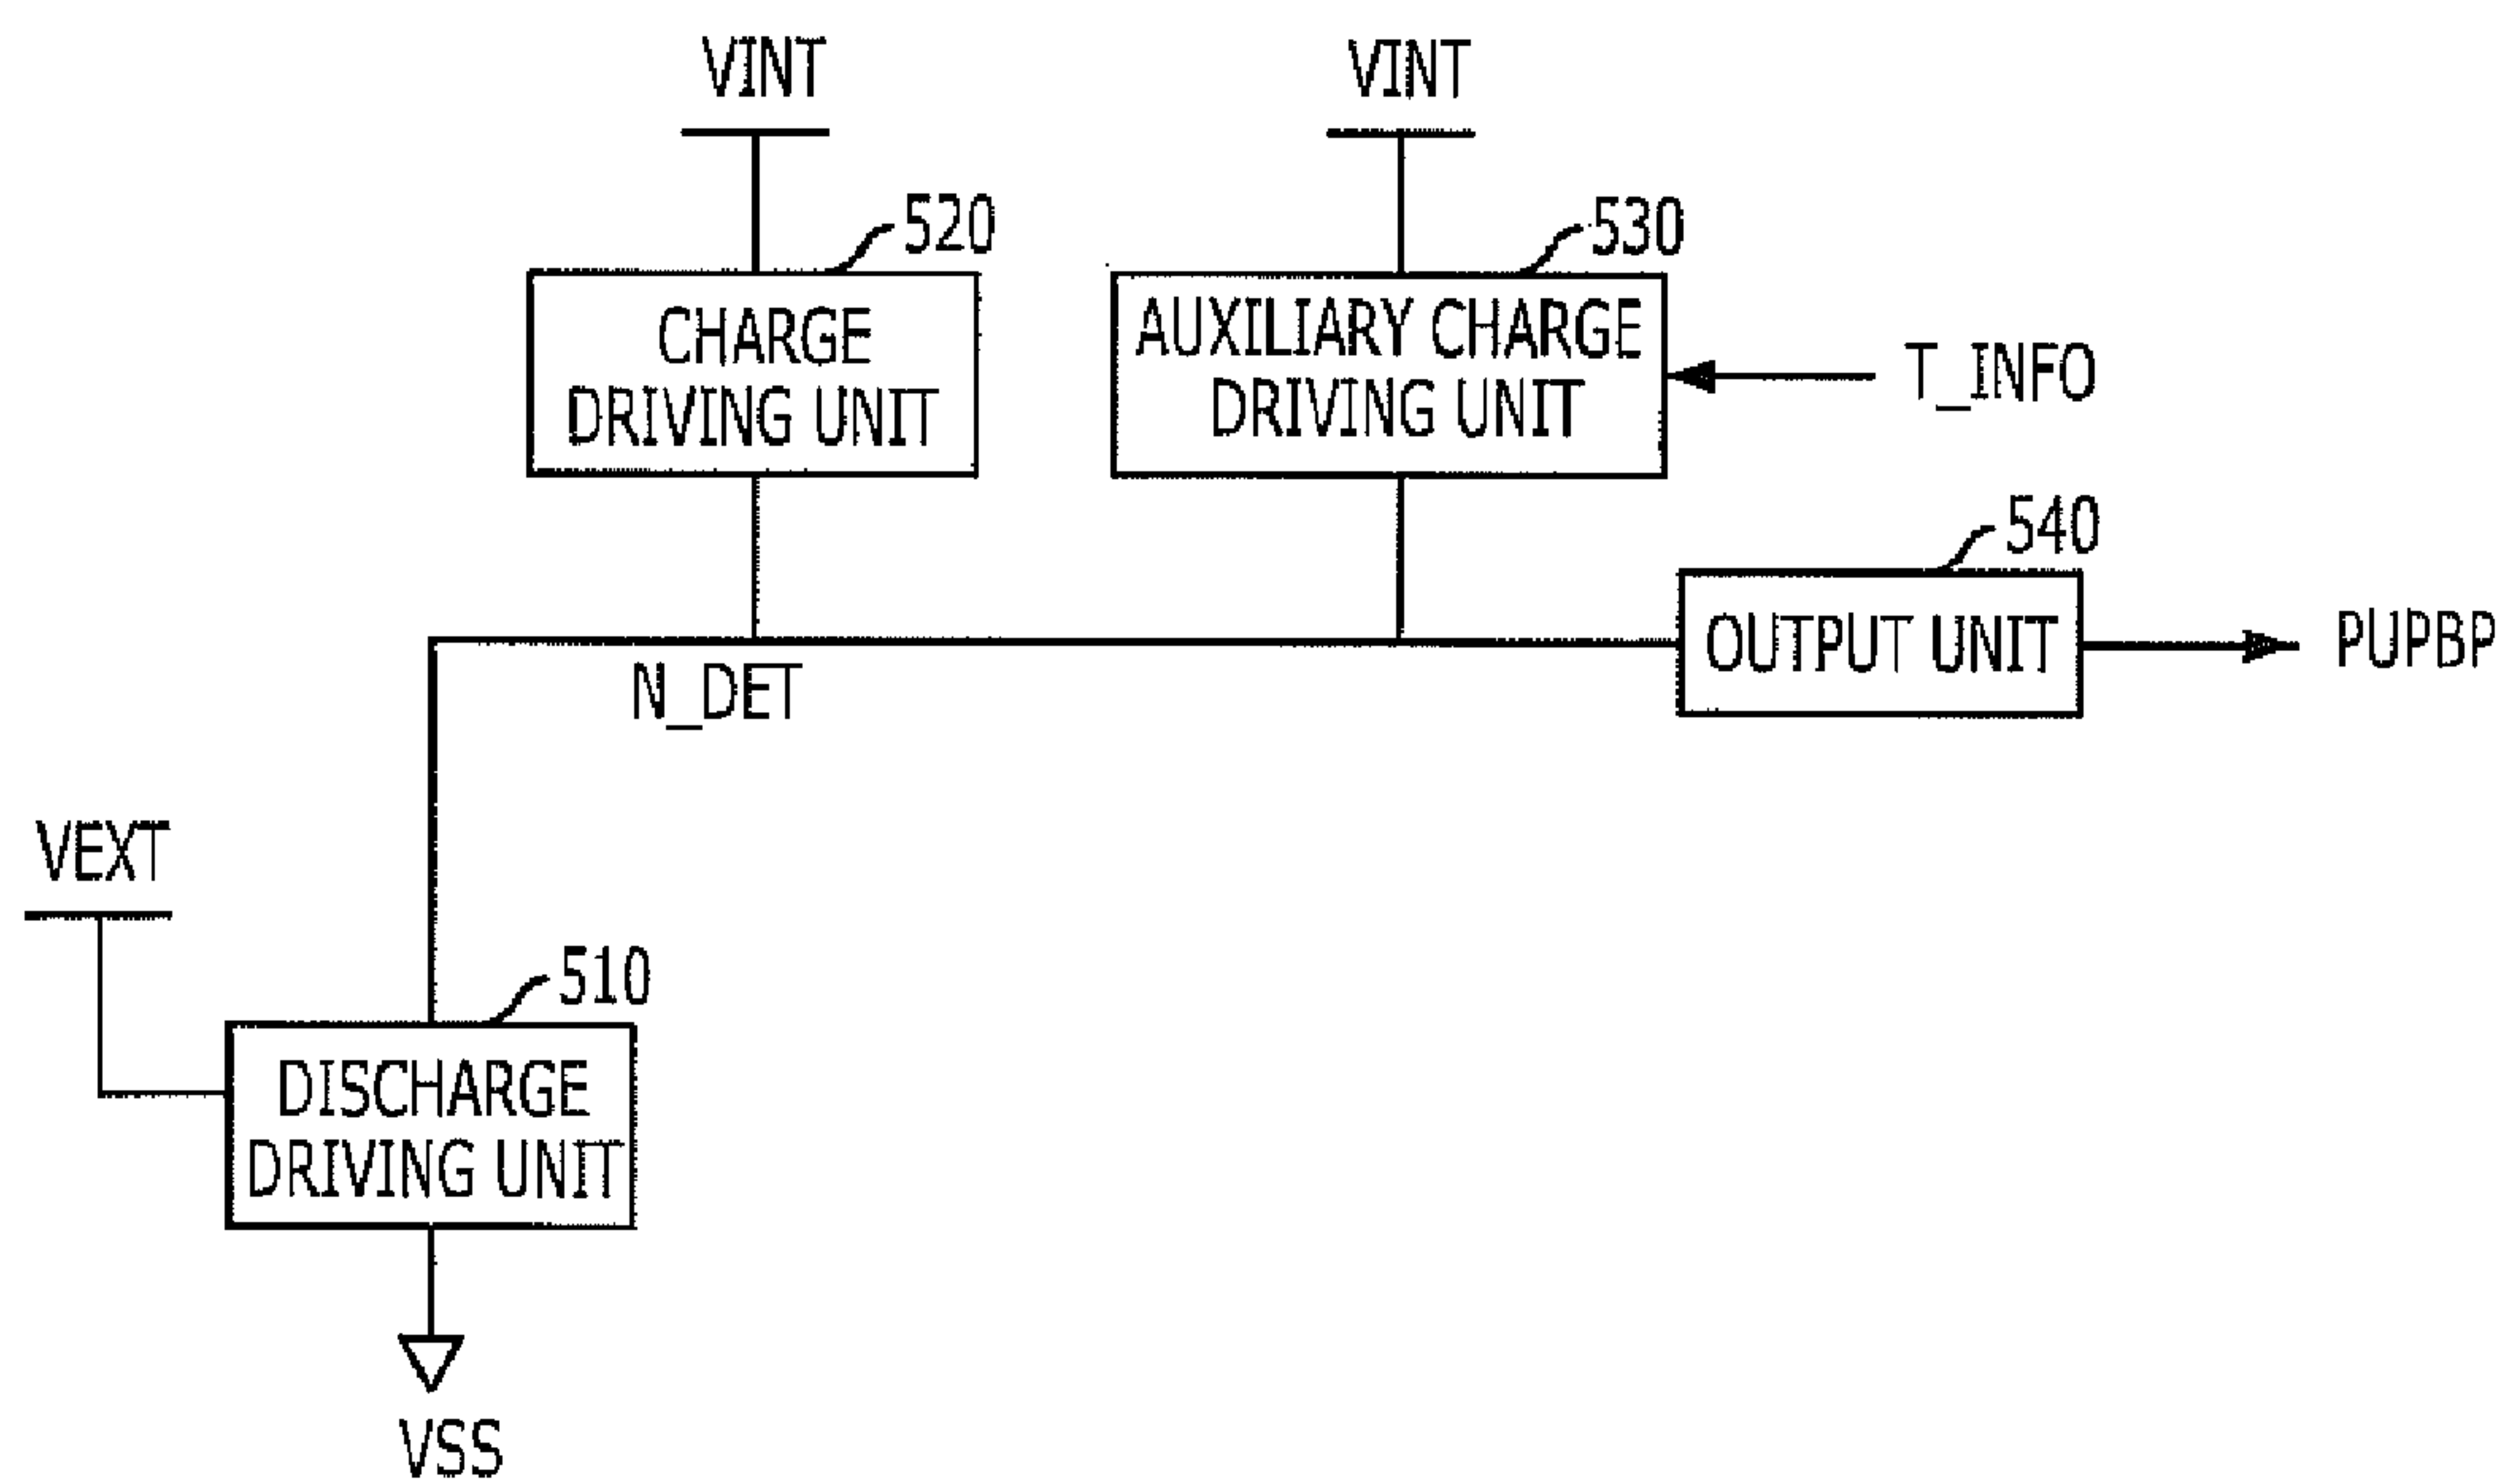 VINT
VINT
520
530
CHARGE
DRIVING UNIT
AUXILIARY CHARGE
DRIVING UNIT
T_INFO
540
OUTPUT UNIT
PUPBP
N_DET
VEXT
510
DISCHARGE
DRIVING UNIT
VSS